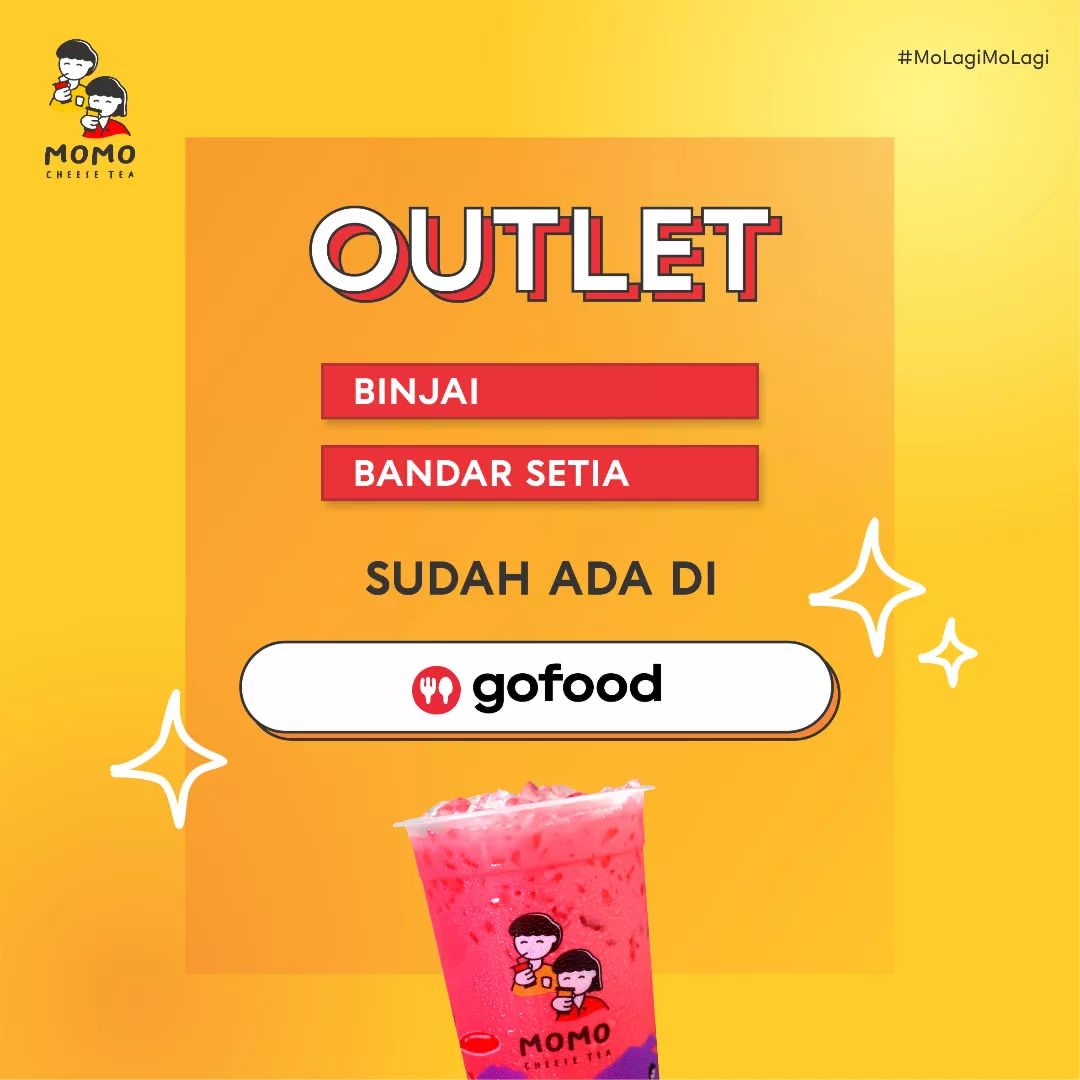 #MoLagiMoLagi
MOMO
CHEESE TEA
OUTLET
BINJAI
BANDAR SETIA
SUDAH ADA DI
gofood
MOMO
CHEESE TEA